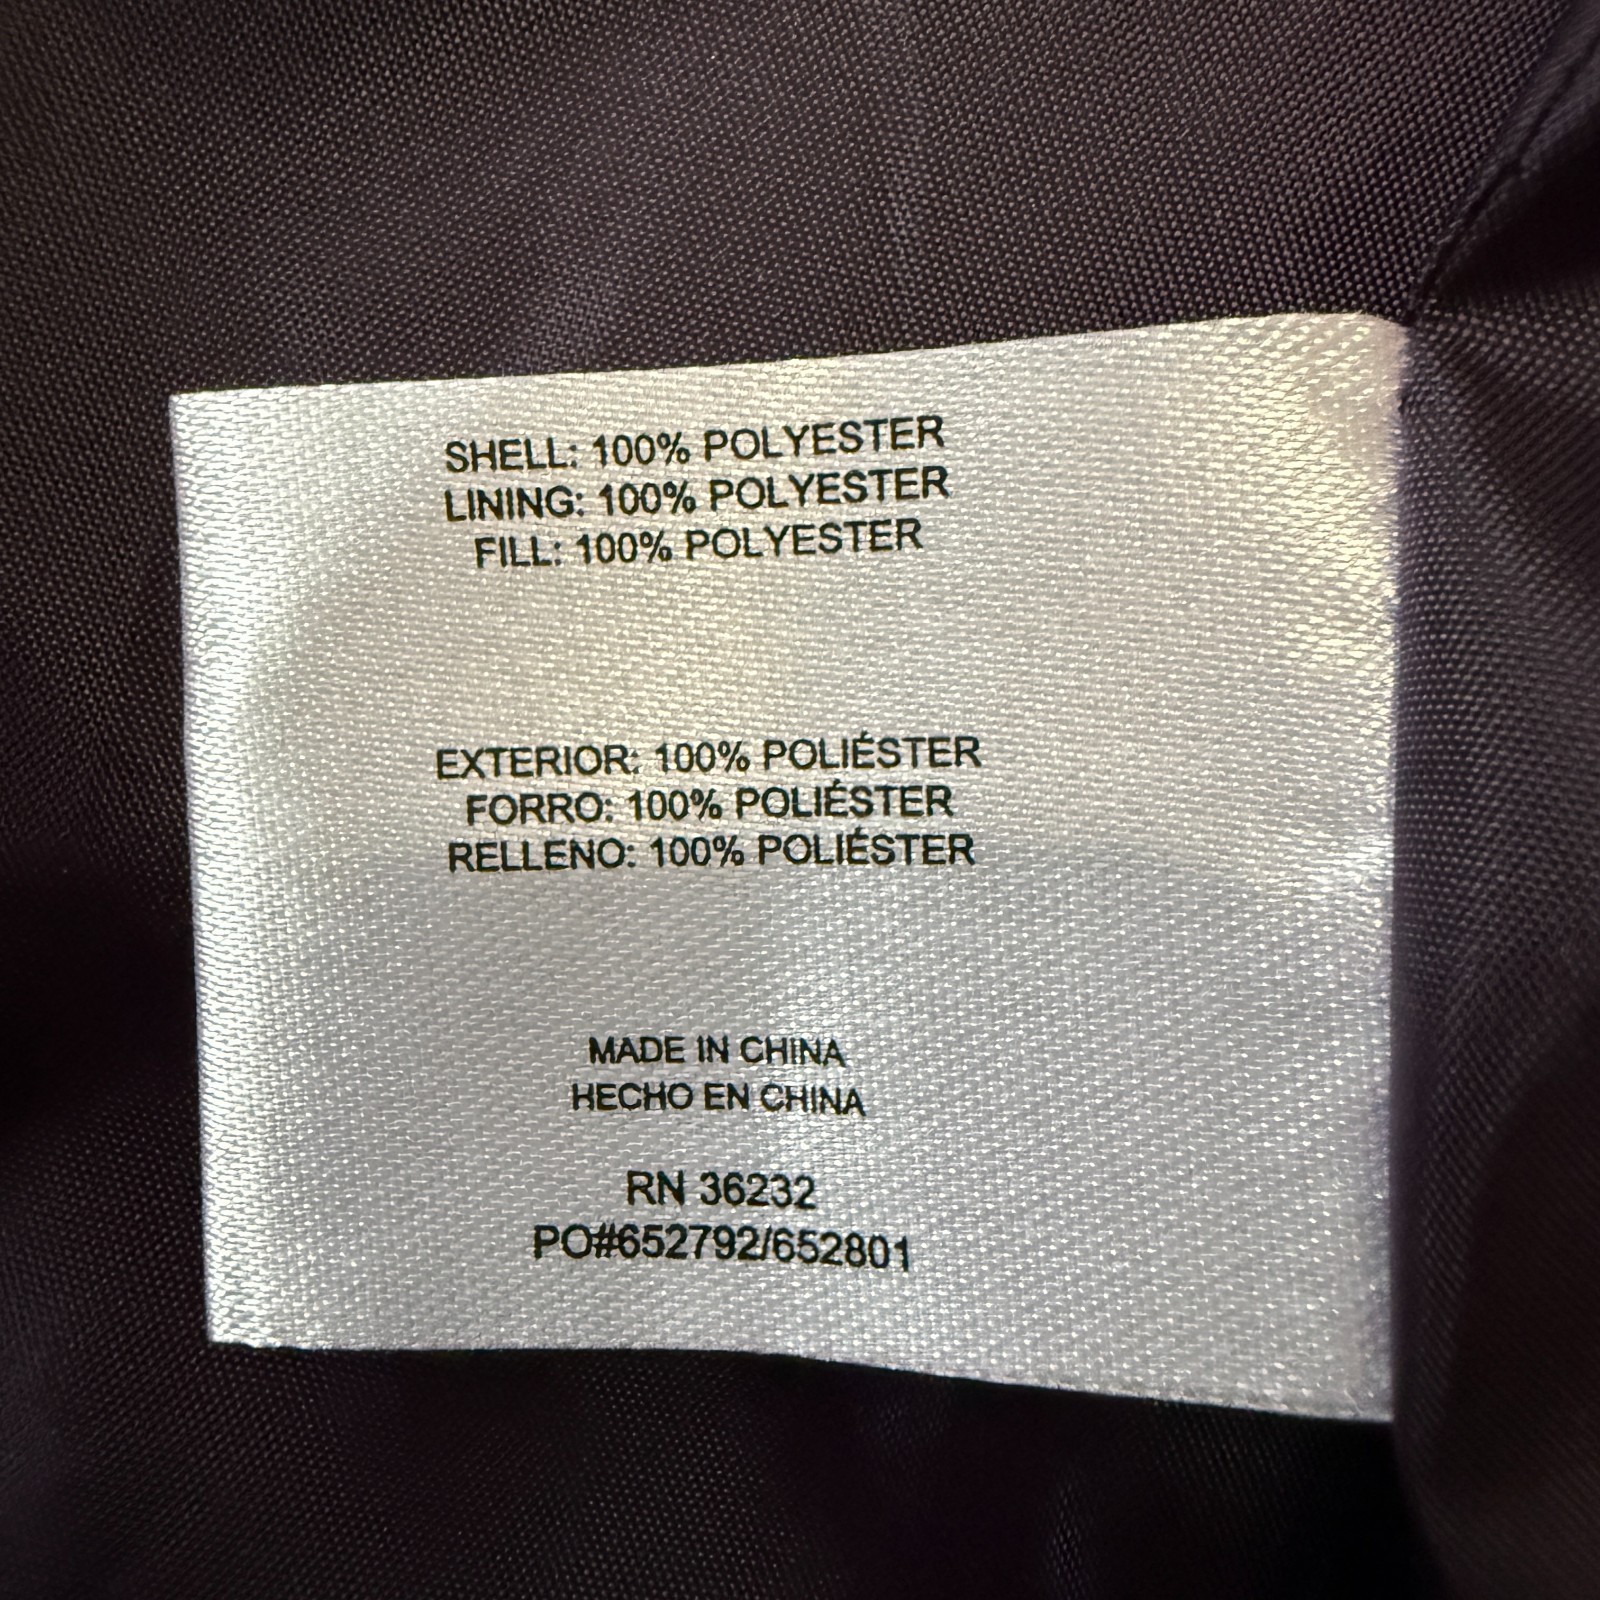 SHELL: 100% POLYESTER
LINING: 100% POLYESTER
FILL: 100% POLYESTER
EXTERIOR: 100% POLIÉSTER
FORRO: 100% POLIÉSTER
RELLENO: 100% POLIÉSTER
MADE IN CHINA
HECHO EN CHINA
RN 36232
PO#652792/652801